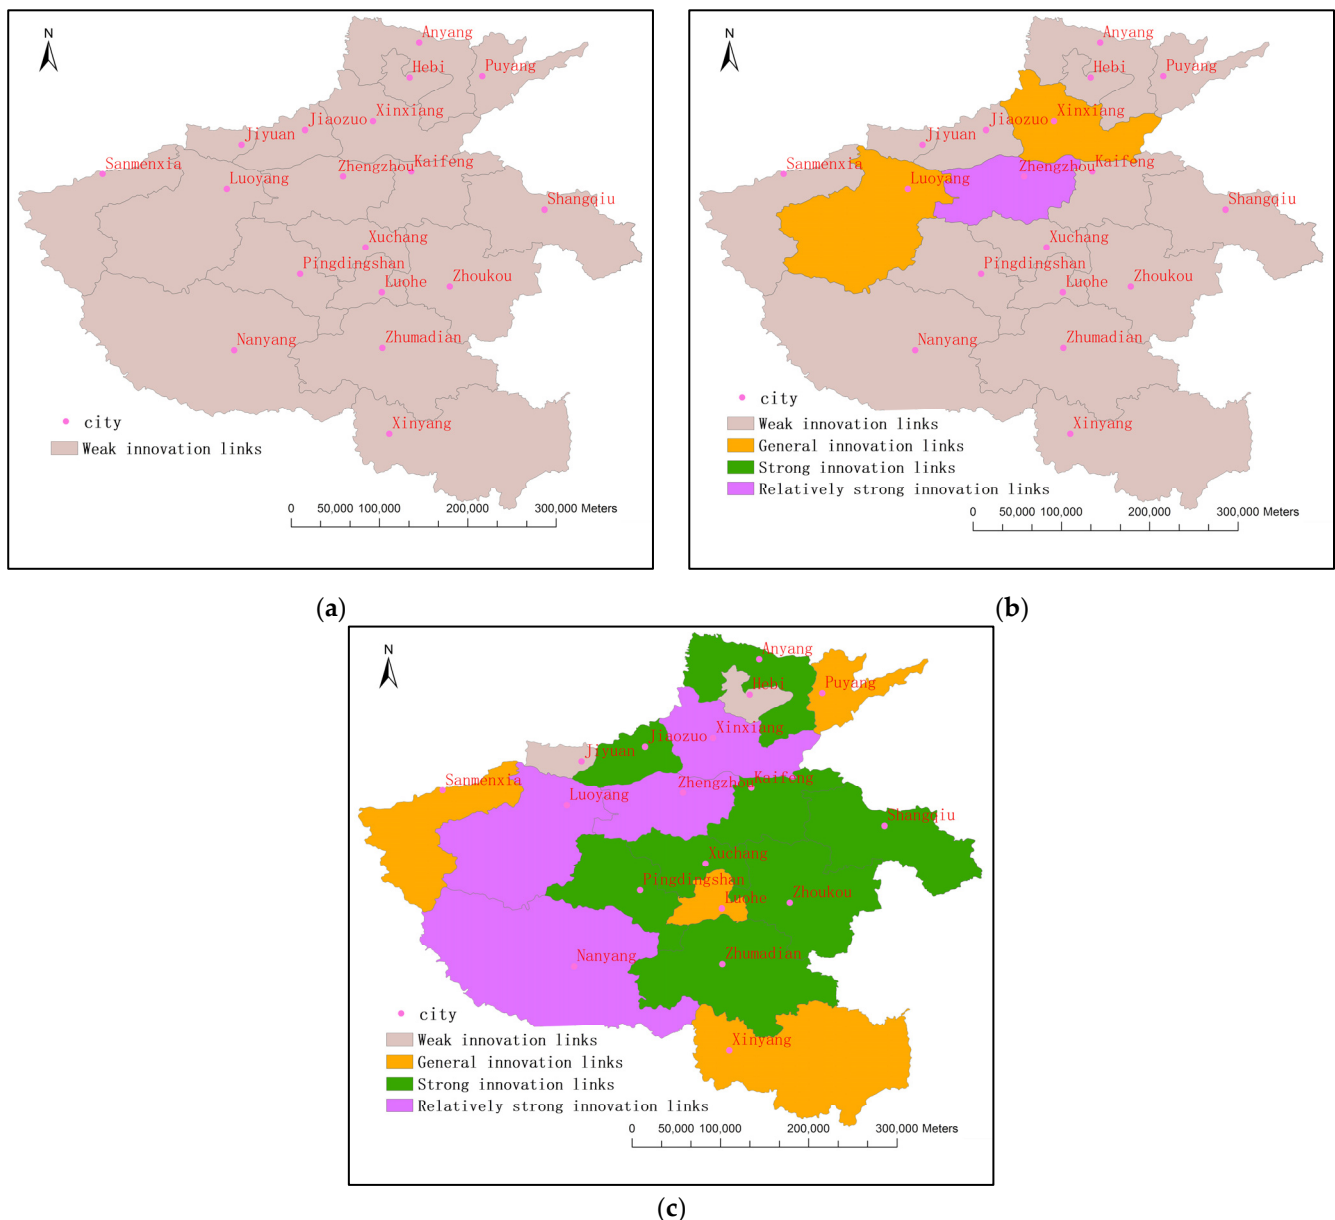 N
Anyang
Hebi
Puyang
Xinxiang
Jiaozuo
Jiyuan
Sanmenxia
Zhengzhou
Kaifeng
Luoyang
Shangqiu
Xuchang
Pingdingshan
Luohe
Zhoukou
Nanyang
Zhumadian
Xinyang
city
Weak innovation links
0 50,000 100,000 200,000 300,000 Meters
(a)
N
Anyang
Hebi
Puyang
Xinxiang
Jiaozuo
Jiyuan
Sanmenxia
Zhengzhou
Kaifeng
Luoyang
Shangqiu
Xuchang
Pingdingshan
Luohe
Zhoukou
Nanyang
Zhumadian
Xinyang
city
Weak innovation links
General innovation links
Strong innovation links
Relatively strong innovation links
0 50,000 100,000 200,000 300,000 Meters
(b)
N
Anyang
Hebi
Puyang
Xinxiang
Jiaozuo
Jiyuan
Sanmenxia
Zhengzhou
Kaifeng
Luoyang
Shangqiu
Xuchang
Pingdingshan
Luohe
Zhoukou
Nanyang
Zhumadian
Xinyang
city
Weak innovation links
General innovation links
Strong innovation links
Relatively strong innovation links
0 50,000 100,000 200,000 300,000 Meters
(c)